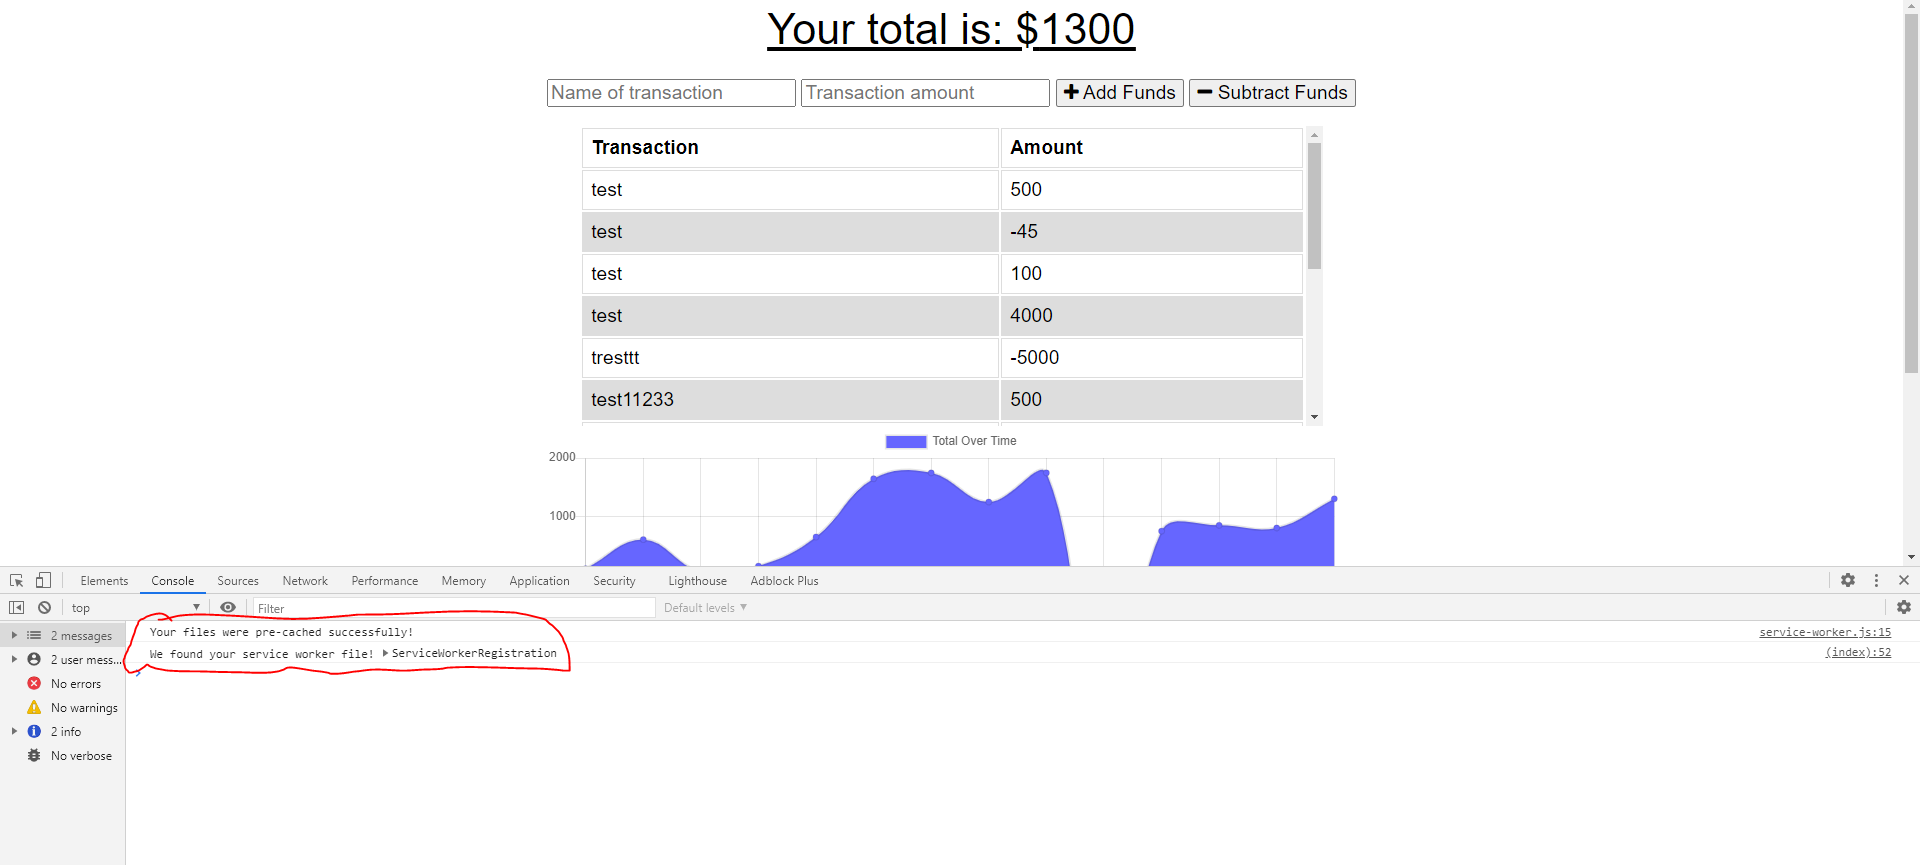 Your total is: $1300
Name of transaction Transaction amount Add Funds Subtract Funds
Transaction Amount
test 500
test -45
test 100
test 4000
tresttt -5000
test11233 500
Total Over Time
2000
1000
Elements Console Sources Network Performance Memory Application Security Lighthouse Adblock Plus
top Filter Default levels
2 messages
2 user mess...
No errors
No warnings
2 info
No verbose
Your files were pre-cached successfully! service-worker.js:15
We found your service worker file! ServiceWorkerRegistration (index):52